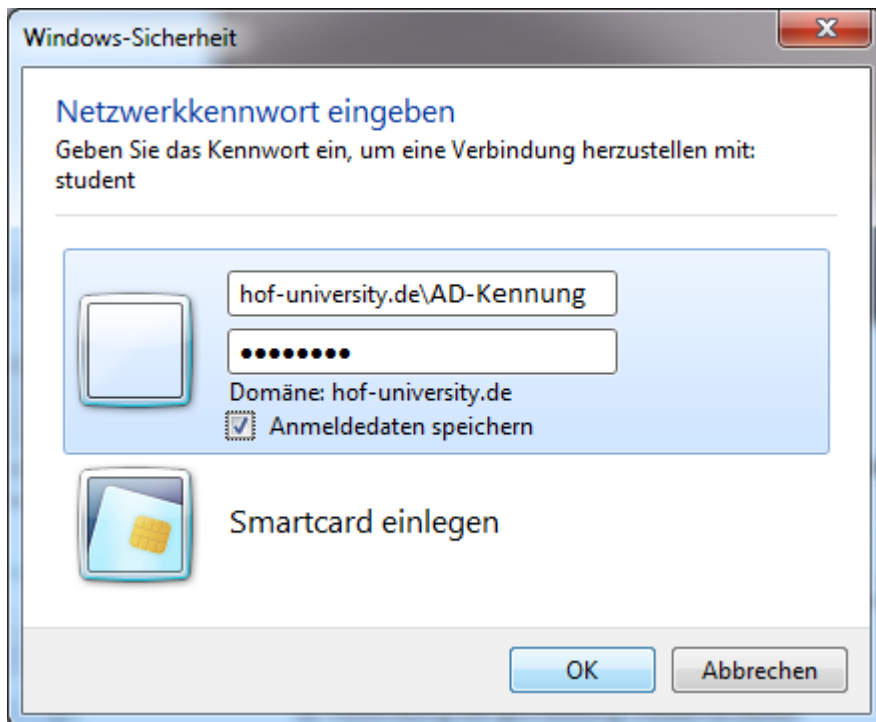 Windows-Sicherheit
Netzwerkkennwort eingeben
Geben Sie das Kennwort ein, um eine Verbindung herzustellen mit:
student
hof-university.de\AD-Kennung
●●●●●●●●
Domäne: hof-university.de
Anmeldedaten speichern
Smartcard einlegen
OK
Abbrechen